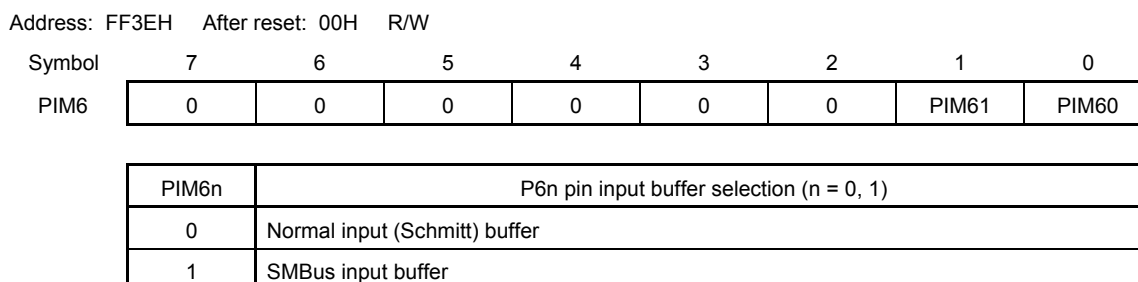 Address: FF3EH After reset: 00H R/W
Symbol 7 6 5 4 3 2 1 0
PIM6 0 0 0 0 0 0 PIM61 PIM60
PIM6n P6n pin input buffer selection (n = 0, 1)
0 Normal input (Schmitt) buffer
1 SMBus input buffer